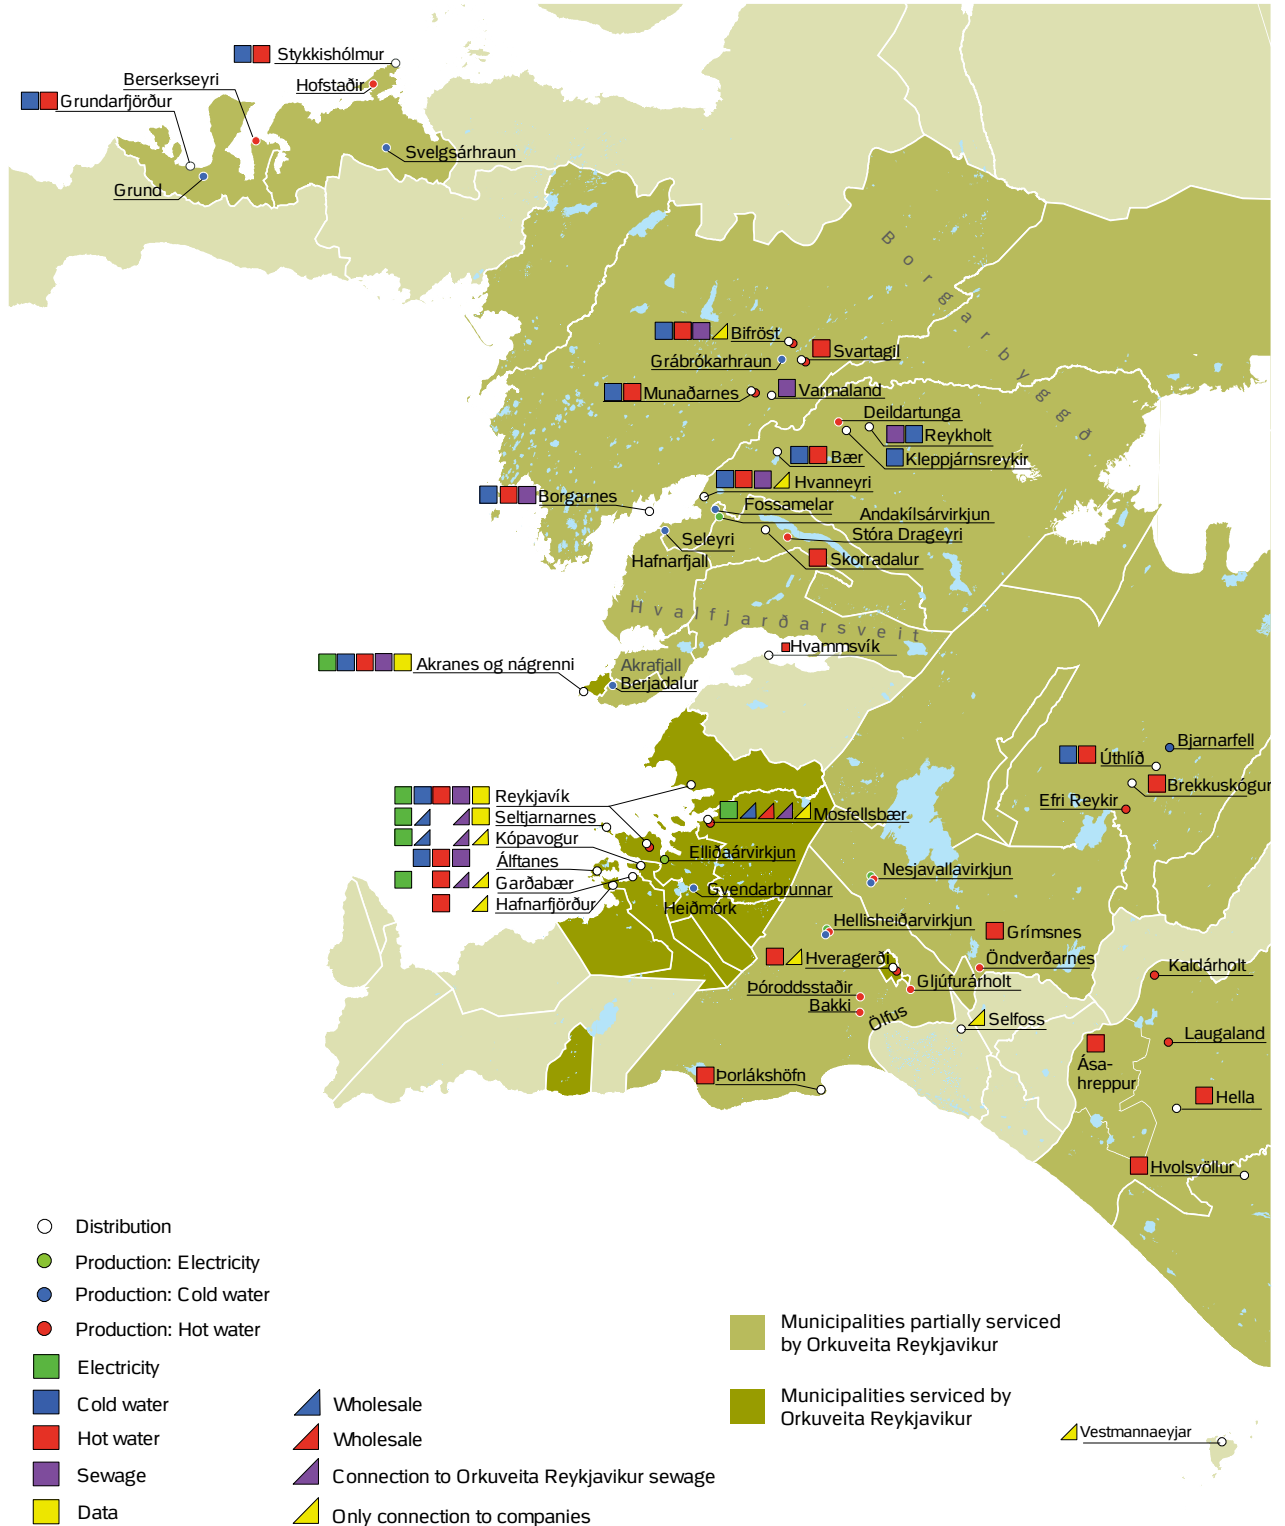 Stykkishólmur
Berserkseyri
Hofstaðir
Grundarfjörður
Svelgsárhraun
Grund
Borgarbyggð
Bifröst
Svartagil
Grábrókarhraun
Munaðarnes
Varmaland
Deildartunga
Reykholt
Bær
Kleppjárnsreykir
Hvanneyri
Borgarnes
Fossamelar
Andakílsárvirkjun
Seleyri
Stóra Drageyri
Hafnarfjall
Skorradalur
Hvalfjarðarsveit
Hvammsvík
Akranes og nágrenni
Akrafjall
Berjadalur
Bjarnarfell
Úthlíð
Brekkuskógur
Efri Reykir
Reykjavík
Seltjarnarnes
Mosfellsbær
Kópavogur
Elliðaárvirkjun
Álftanes
Nesjavallavirkjun
Garðabær
Gvendarbrunnar
Hafnarfjörður
Heiðmörk
Hellisheiðarvirkjun
Grímsnes
Hveragerði
Öndverðarnes
Kaldárholt
Gljúfurárholt
Þóroddsstaðir
Bakki
Ölfus
Selfoss
Laugaland
Ása-
hreppur
Þorlákshöfn
Hella
Hvolsvöllur
Distribution
Production: Electricity
Production: Cold water
Production: Hot water
Electricity
Cold water
Hot water
Sewage
Data
Wholesale
Wholesale
Connection to Orkuveita Reykjavikur sewage
Only connection to companies
Municipalities partially serviced
by Orkuveita Reykjavikur
Municipalities serviced by
Orkuveita Reykjavikur
Vestmannaeyjar